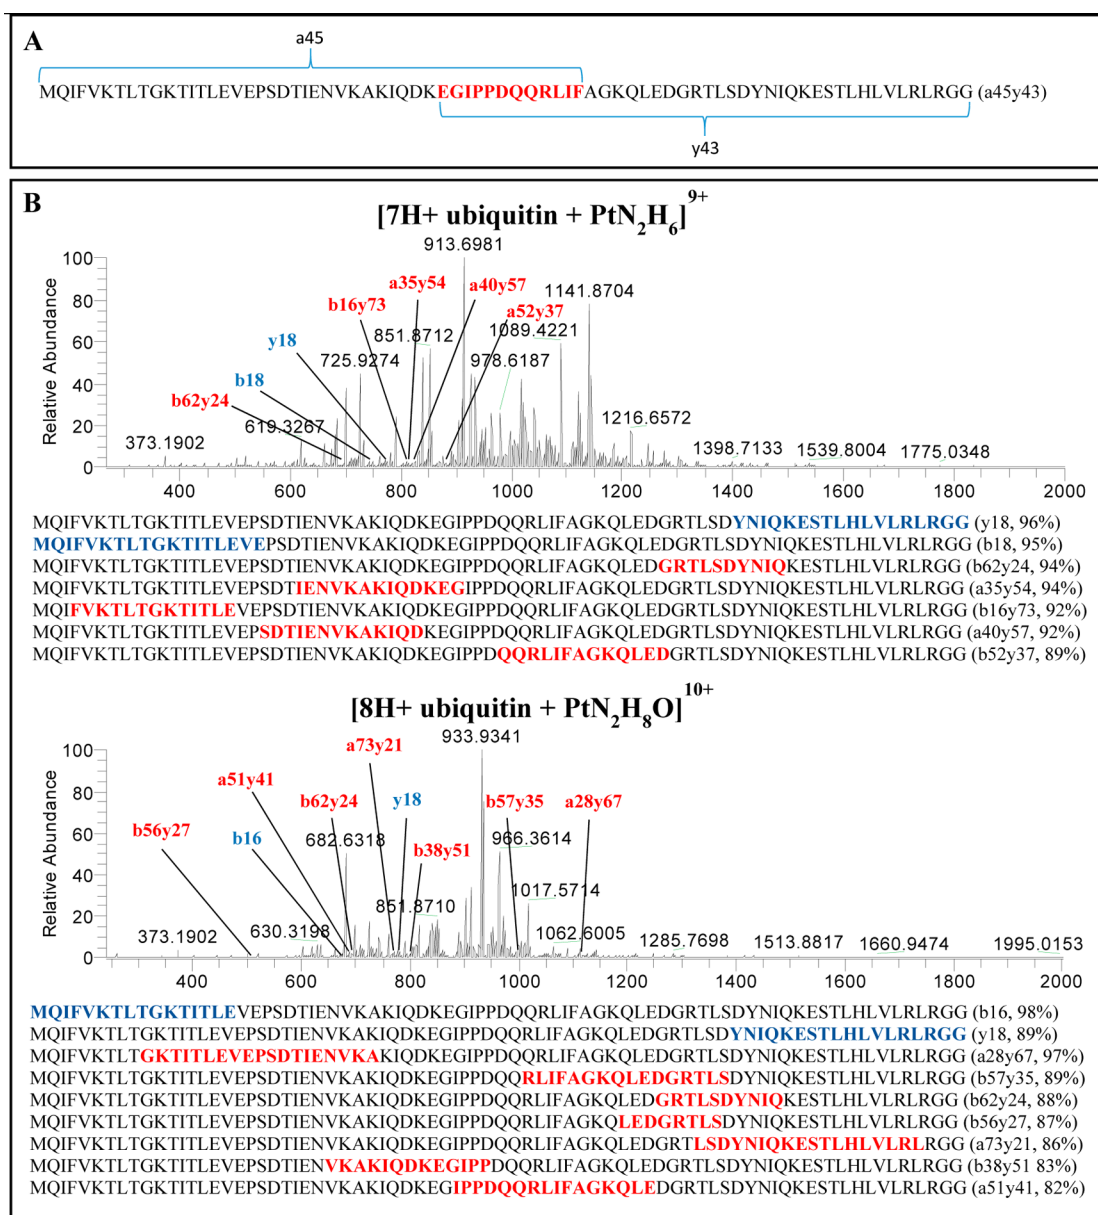 A
a45
MQIFVKTLTGKTITLEVEPSDTIENVKAKIQDKEGIPPDQQRLIFAGKQLEDGRTLSDYNIQKESTLHLVLRLRGG (a45y43)
y43
B
[7H+ ubiquitin + PtN2H6]9+
913.6981
100
a35y54
a40y57
1141.8704
80
b16y73
a52y37
851.8712
1089.4221
60
y18
725.9274
978.6187
40
b18
b62y24
619.3267
1216.6572
20
373.1902
1398.7133
1539.8004
1775.0348
0
Relative Abundance
400 600 800 1000 1200 1400 1600 1800 2000
MQIFVKTLTGKTITLEVEPSDTIENVKAKIQDKEGIPPDQQRLIFAGKQLEDGRTLSDYNIQKESTLHLVLRLRGG (y18, 96%)
MQIFVKTLTGKTITLEVEPSDTIENVKAKIQDKEGIPPDQQRLIFAGKQLEDGRTLSDYNIQKESTLHLVLRLRGG (b18, 95%)
MQIFVKTLTGKTITLEVEPSDTIENVKAKIQDKEGIPPDQQRLIFAGKQLEDGRTLSDYNIQKESTLHLVLRLRGG (b62y24, 94%)
MQIFVKTLTGKTITLEVEPSDTIENVKAKIQDKEGIPPDQQRLIFAGKQLEDGRTLSDYNIQKESTLHLVLRLRGG (a35y54, 94%)
MQIFVKTLTGKTITLEVEPSDTIENVKAKIQDKEGIPPDQQRLIFAGKQLEDGRTLSDYNIQKESTLHLVLRLRGG (b16y73, 92%)
MQIFVKTLTGKTITLEVEPSDTIENVKAKIQDKEGIPPDQQRLIFAGKQLEDGRTLSDYNIQKESTLHLVLRLRGG (a40y57, 92%)
MQIFVKTLTGKTITLEVEPSDTIENVKAKIQDKEGIPPDQQRLIFAGKQLEDGRTLSDYNIQKESTLHLVLRLRGG (b52y37, 89%)
[8H+ ubiquitin + PtN2H8O]10+
933.9341
100
a73y21
a51y41
80
b62y24
y18
b57y35
a28y67
b56y27
60
b16
682.6318
b38y51
966.3614
40
1017.5714
851.8710
630.3198
1062.6005
20
373.1902
1285.7698
1513.8817
1660.9474
1995.0153
0
Relative Abundance
400 600 800 1000 1200 1400 1600 1800 2000
MQIFVKTLTGKTITLEVEPSDTIENVKAKIQDKEGIPPDQQRLIFAGKQLEDGRTLSDYNIQKESTLHLVLRLRGG (b16, 98%)
MQIFVKTLTGKTITLEVEPSDTIENVKAKIQDKEGIPPDQQRLIFAGKQLEDGRTLSDYNIQKESTLHLVLRLRGG (y18, 89%)
MQIFVKTLTGKTITLEVEPSDTIENVKAKIQDKEGIPPDQQRLIFAGKQLEDGRTLSDYNIQKESTLHLVLRLRGG (a28y67, 97%)
MQIFVKTLTGKTITLEVEPSDTIENVKAKIQDKEGIPPDQQRLIFAGKQLEDGRTLSDYNIQKESTLHLVLRLRGG (b57y35, 89%)
MQIFVKTLTGKTITLEVEPSDTIENVKAKIQDKEGIPPDQQRLIFAGKQLEDGRTLSDYNIQKESTLHLVLRLRGG (b62y24, 88%)
MQIFVKTLTGKTITLEVEPSDTIENVKAKIQDKEGIPPDQQRLIFAGKQLEDGRTLSDYNIQKESTLHLVLRLRGG (b56y27, 87%)
MQIFVKTLTGKTITLEVEPSDTIENVKAKIQDKEGIPPDQQRLIFAGKQLEDGRTLSDYNIQKESTLHLVLRLRGG (a73y21, 86%)
MQIFVKTLTGKTITLEVEPSDTIENVKAKIQDKEGIPPDQQRLIFAGKQLEDGRTLSDYNIQKESTLHLVLRLRGG (b38y51 83%)
MQIFVKTLTGKTITLEVEPSDTIENVKAKIQDKEGIPPDQQRLIFAGKQLEDGRTLSDYNIQKESTLHLVLRLRGG (a51y41, 82%)